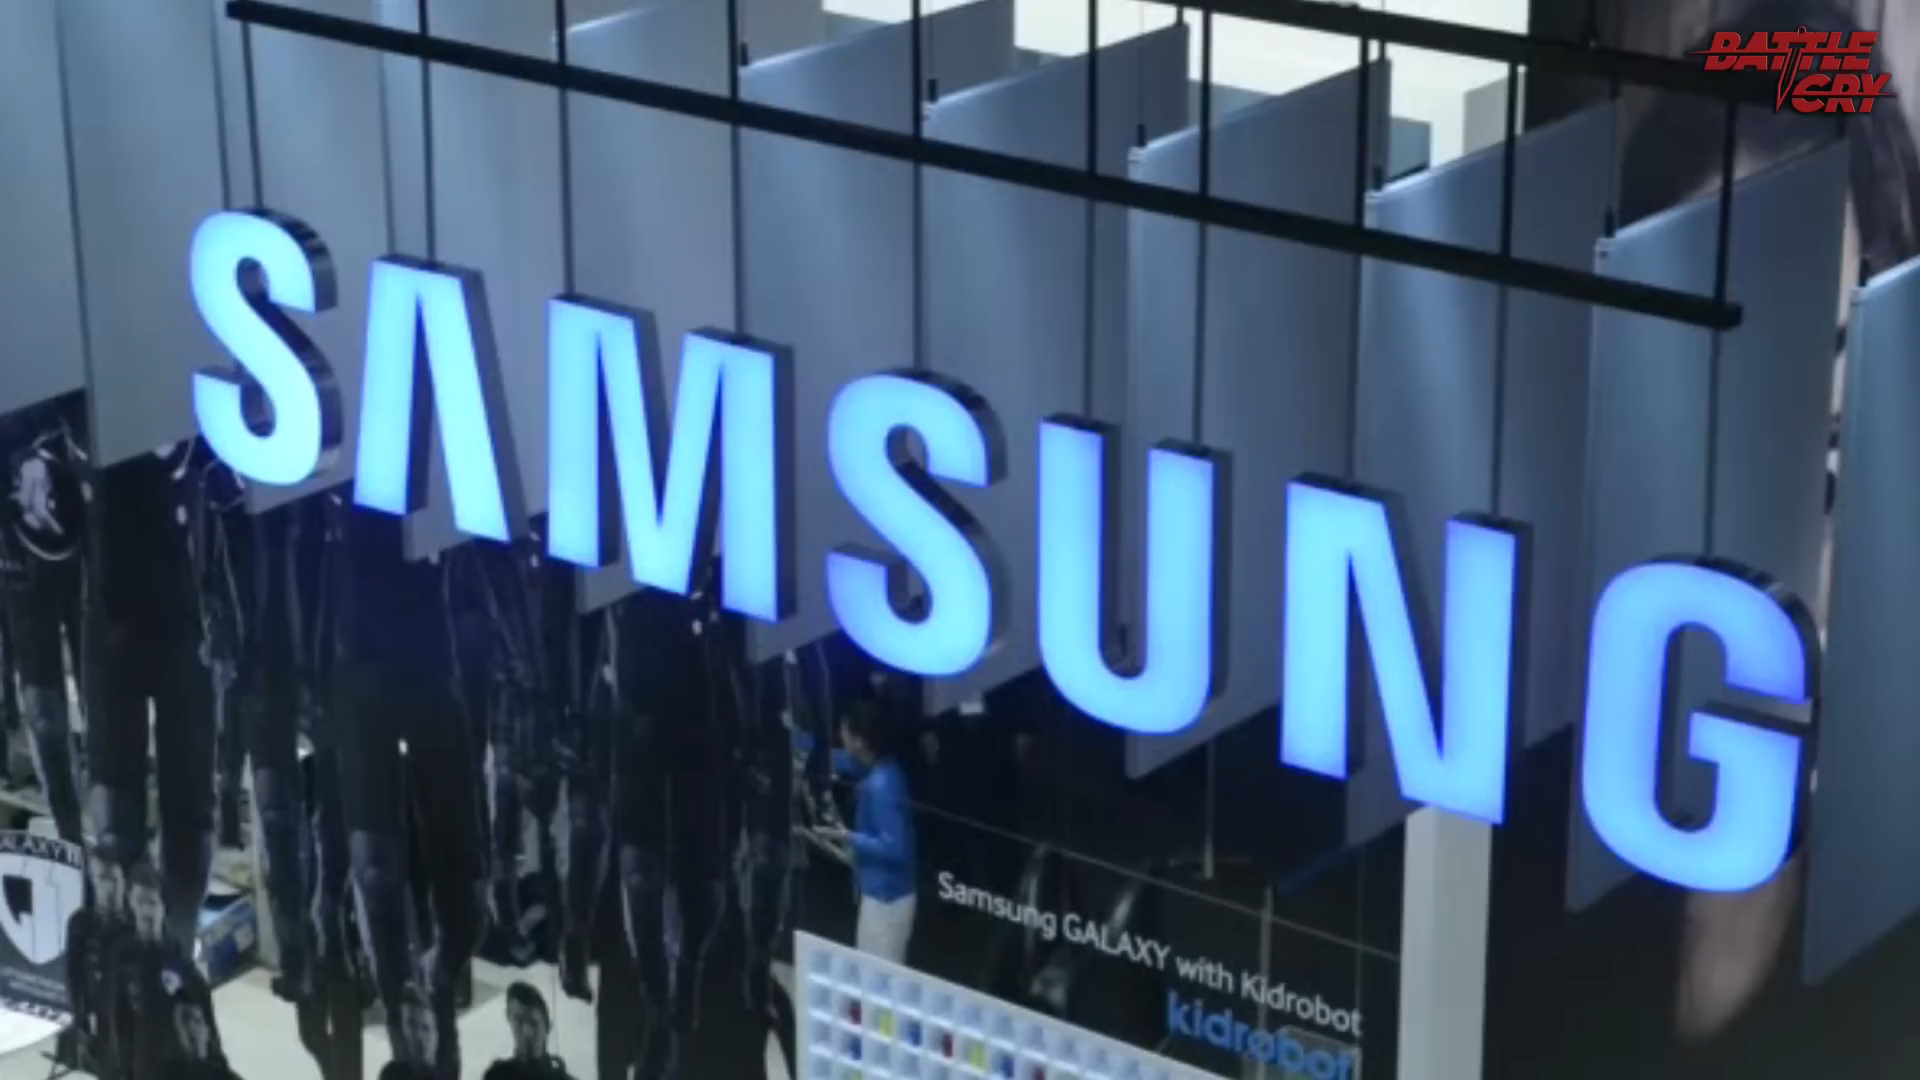 BATTLE
CRY
SAMSUNG
Samsung GALAXY with Kidrobot
kidrobot